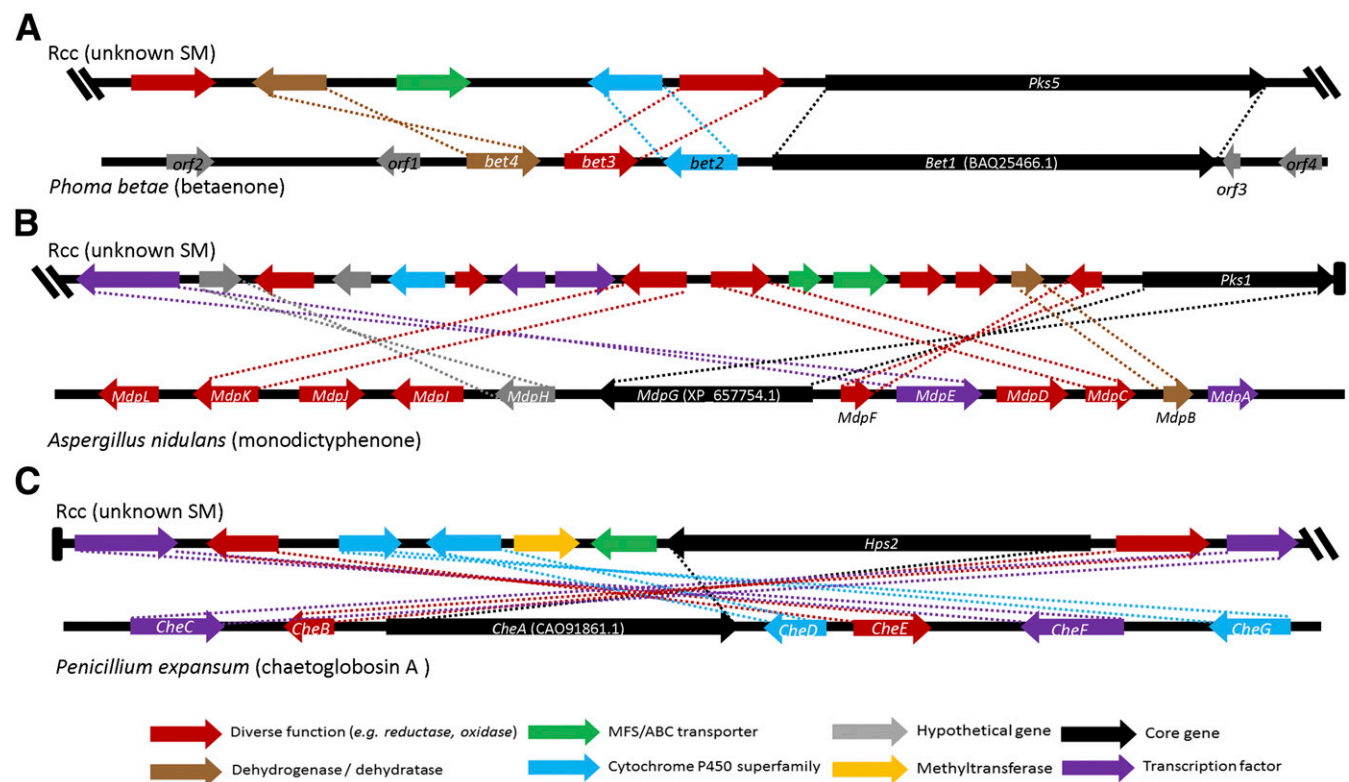 A
Rcc (unknown SM)
Pks5
orf2 orf1 bet4 bet3 bet2 Bet1 (BAQ25466.1) orf4
Phoma betae (betaenone)
orf3
B
Rcc (unknown SM)
Pks1
MdpL MdpK MdpJ MdpI MdpH MdpG (XP_657754.1) MdpE MdpD MdpC MdpA
MdpF MdpB
Aspergillus nidulans (monodictyphenone)
C
Rcc (unknown SM)
Hps2
CheC CheB CheA (CAO91861.1) CheD CheE CheF CheG
Penicillium expansum (chaetoglobosin A )
Diverse function (e.g. reductase, oxidase) MFS/ABC transporter Hypothetical gene Core gene
Dehydrogenase / dehydratase Cytochrome P450 superfamily Methyltransferase Transcription factor